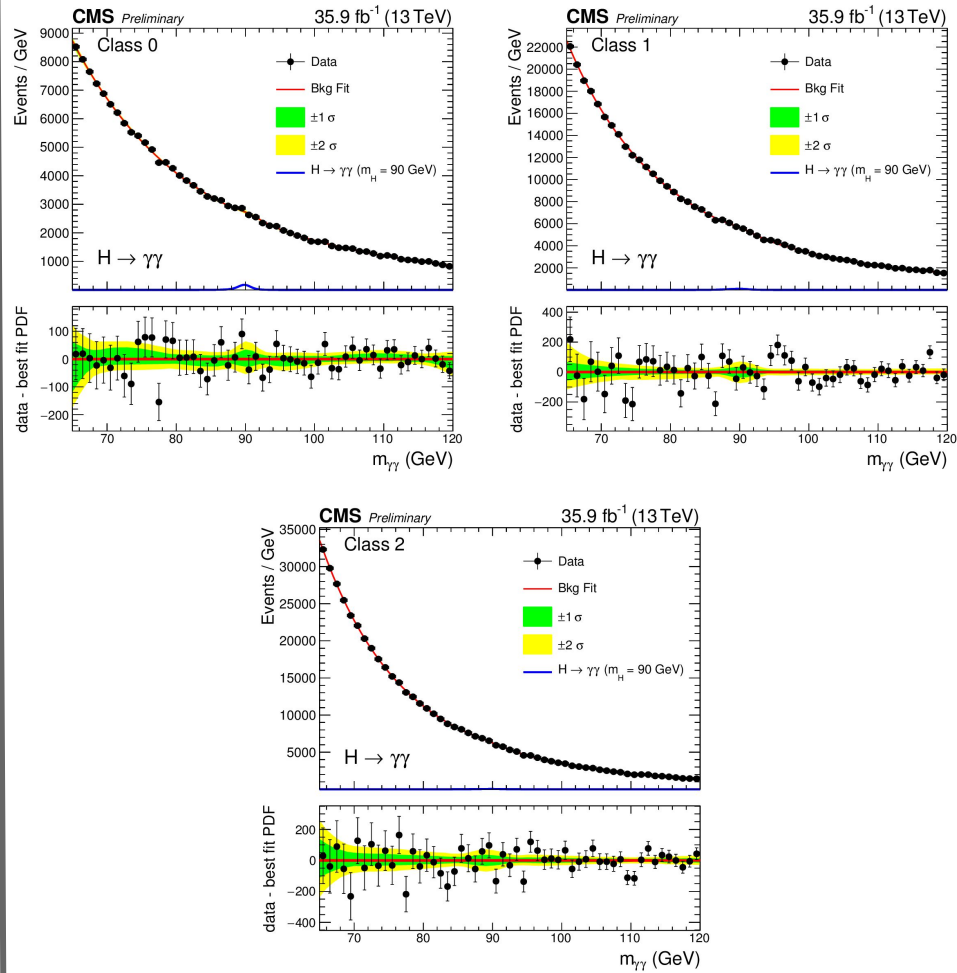 CMS Preliminary 35.9 fb⁻¹ (13 TeV)
Class 0
Events / GeV
9000
8000
7000
6000
5000
4000
3000
2000
1000
Data
Bkg Fit
±1 σ
±2 σ
H → γγ (m_H = 90 GeV)
H → γγ
data - best fit PDF
100
0
−100
−200
70 80 90 100 110 120
m_γγ (GeV)
CMS Preliminary 35.9 fb⁻¹ (13 TeV)
Class 1
Events / GeV
22000
20000
18000
16000
14000
12000
10000
8000
6000
4000
2000
Data
Bkg Fit
±1 σ
±2 σ
H → γγ (m_H = 90 GeV)
H → γγ
data - best fit PDF
400
200
0
−200
70 80 90 100 110 120
m_γγ (GeV)
CMS Preliminary 35.9 fb⁻¹ (13 TeV)
Class 2
Events / GeV
35000
30000
25000
20000
15000
10000
5000
Data
Bkg Fit
±1 σ
±2 σ
H → γγ (m_H = 90 GeV)
H → γγ
data - best fit PDF
200
0
−200
−400
70 80 90 100 110 120
m_γγ (GeV)